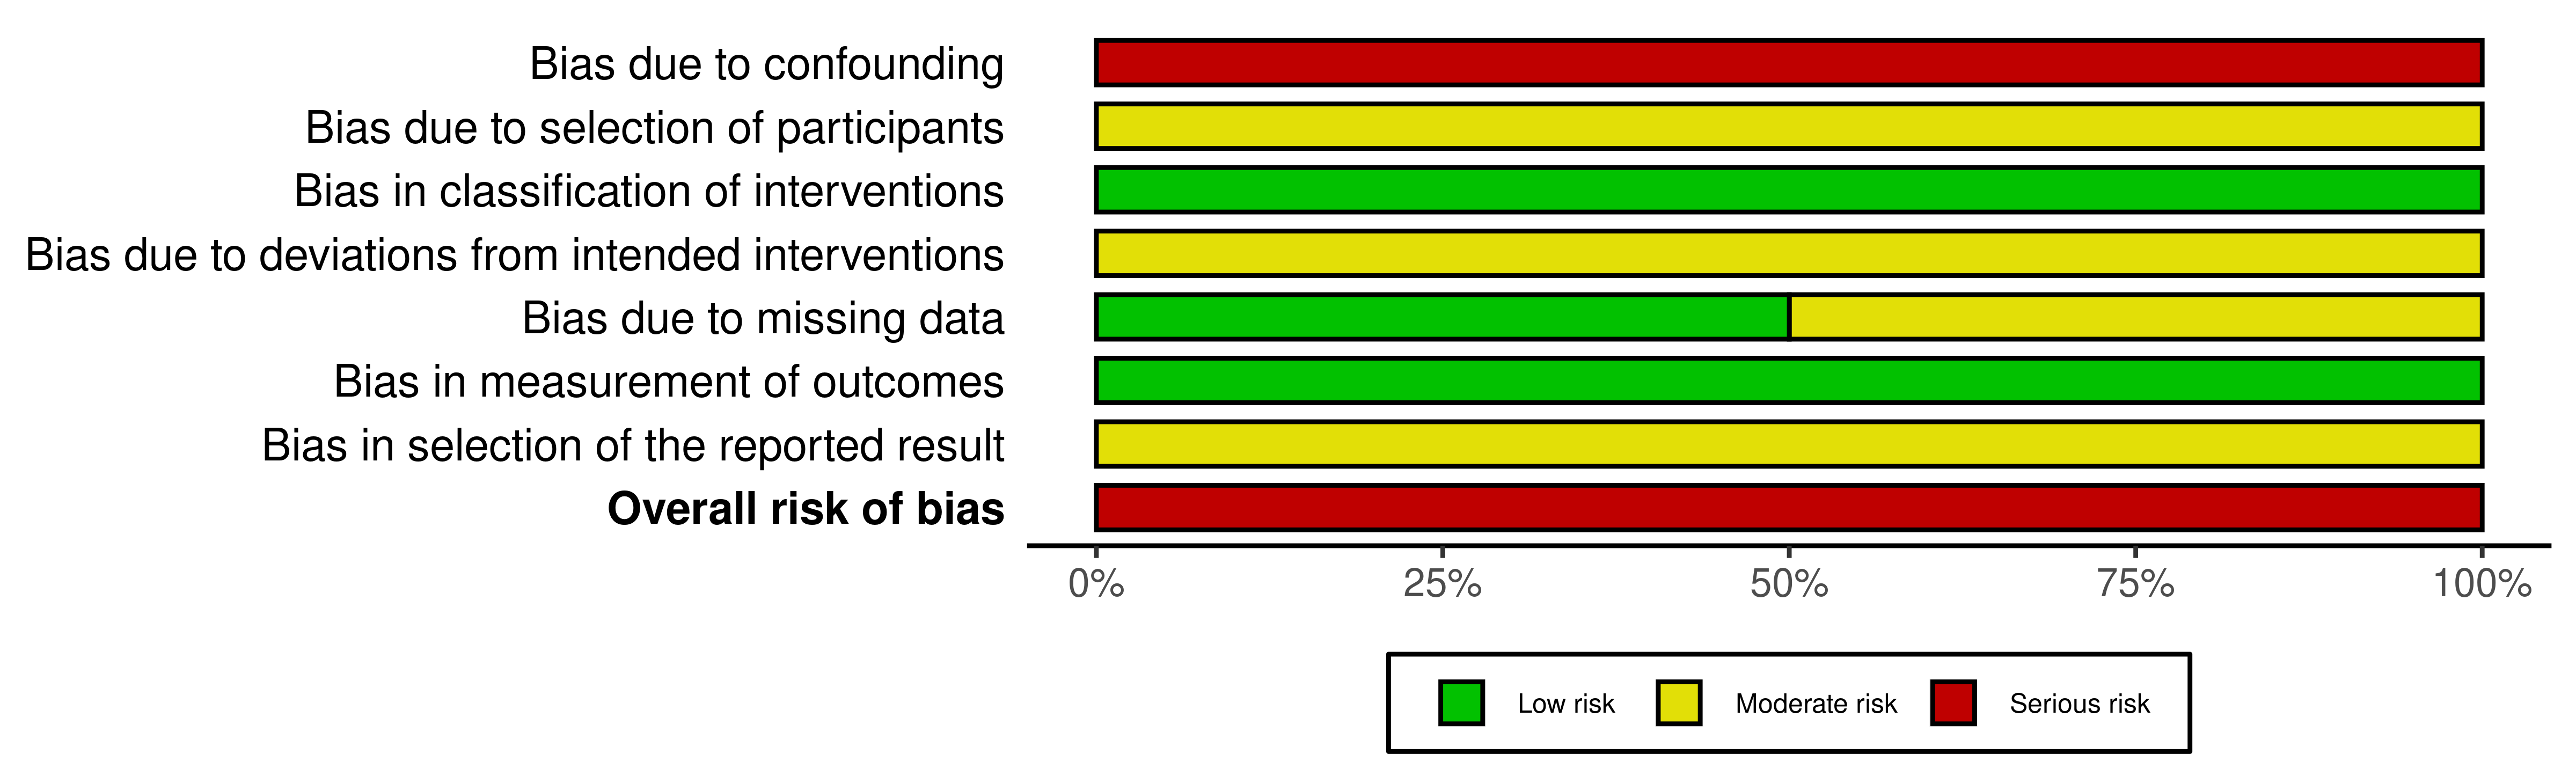 Bias due to confounding
Bias due to selection of participants
Bias in classification of interventions
Bias due to deviations from intended interventions
Bias due to missing data
Bias in measurement of outcomes
Bias in selection of the reported result
Overall risk of bias
0% 25% 50% 75% 100%
Low risk Moderate risk Serious risk